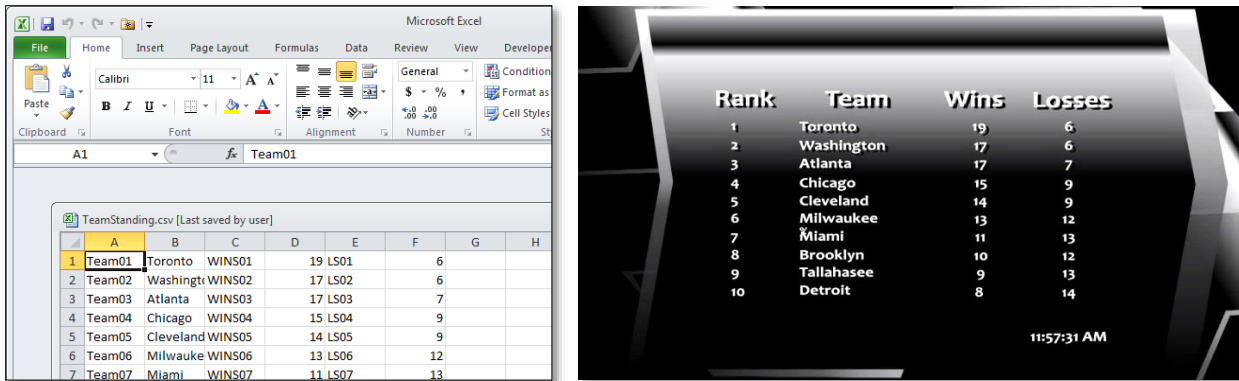 Microsoft Excel
File Home Insert Page Layout Formulas Data Review View Developer
Calibri 11 A A General Condition
Paste B I U A $ % , Format as
.0 .00 .00 .0 Cell Styles
Clipboard Font Alignment Number St
A1 fx Team01
TeamStanding.csv [Last saved by user]
A B C D E F G H
1 Team01 Toronto WINS01 19 LS01 6
2 Team02 Washingt WINS02 17 LS02 6
3 Team03 Atlanta WINS03 17 LS03 7
4 Team04 Chicago WINS04 15 LS04 9
5 Team05 Cleveland WINS05 14 LS05 9
6 Team06 Milwauke WINS06 13 LS06 12
7 Team07 Miami WINS07 11 LS07 13
Rank Team Wins Losses
1 Toronto 19 6
2 Washington 17 6
3 Atlanta 17 7
4 Chicago 15 9
5 Cleveland 14 9
6 Milwaukee 13 12
7 Miami 11 13
8 Brooklyn 10 12
9 Tallahasee 9 13
10 Detroit 8 14
11:57:31 AM